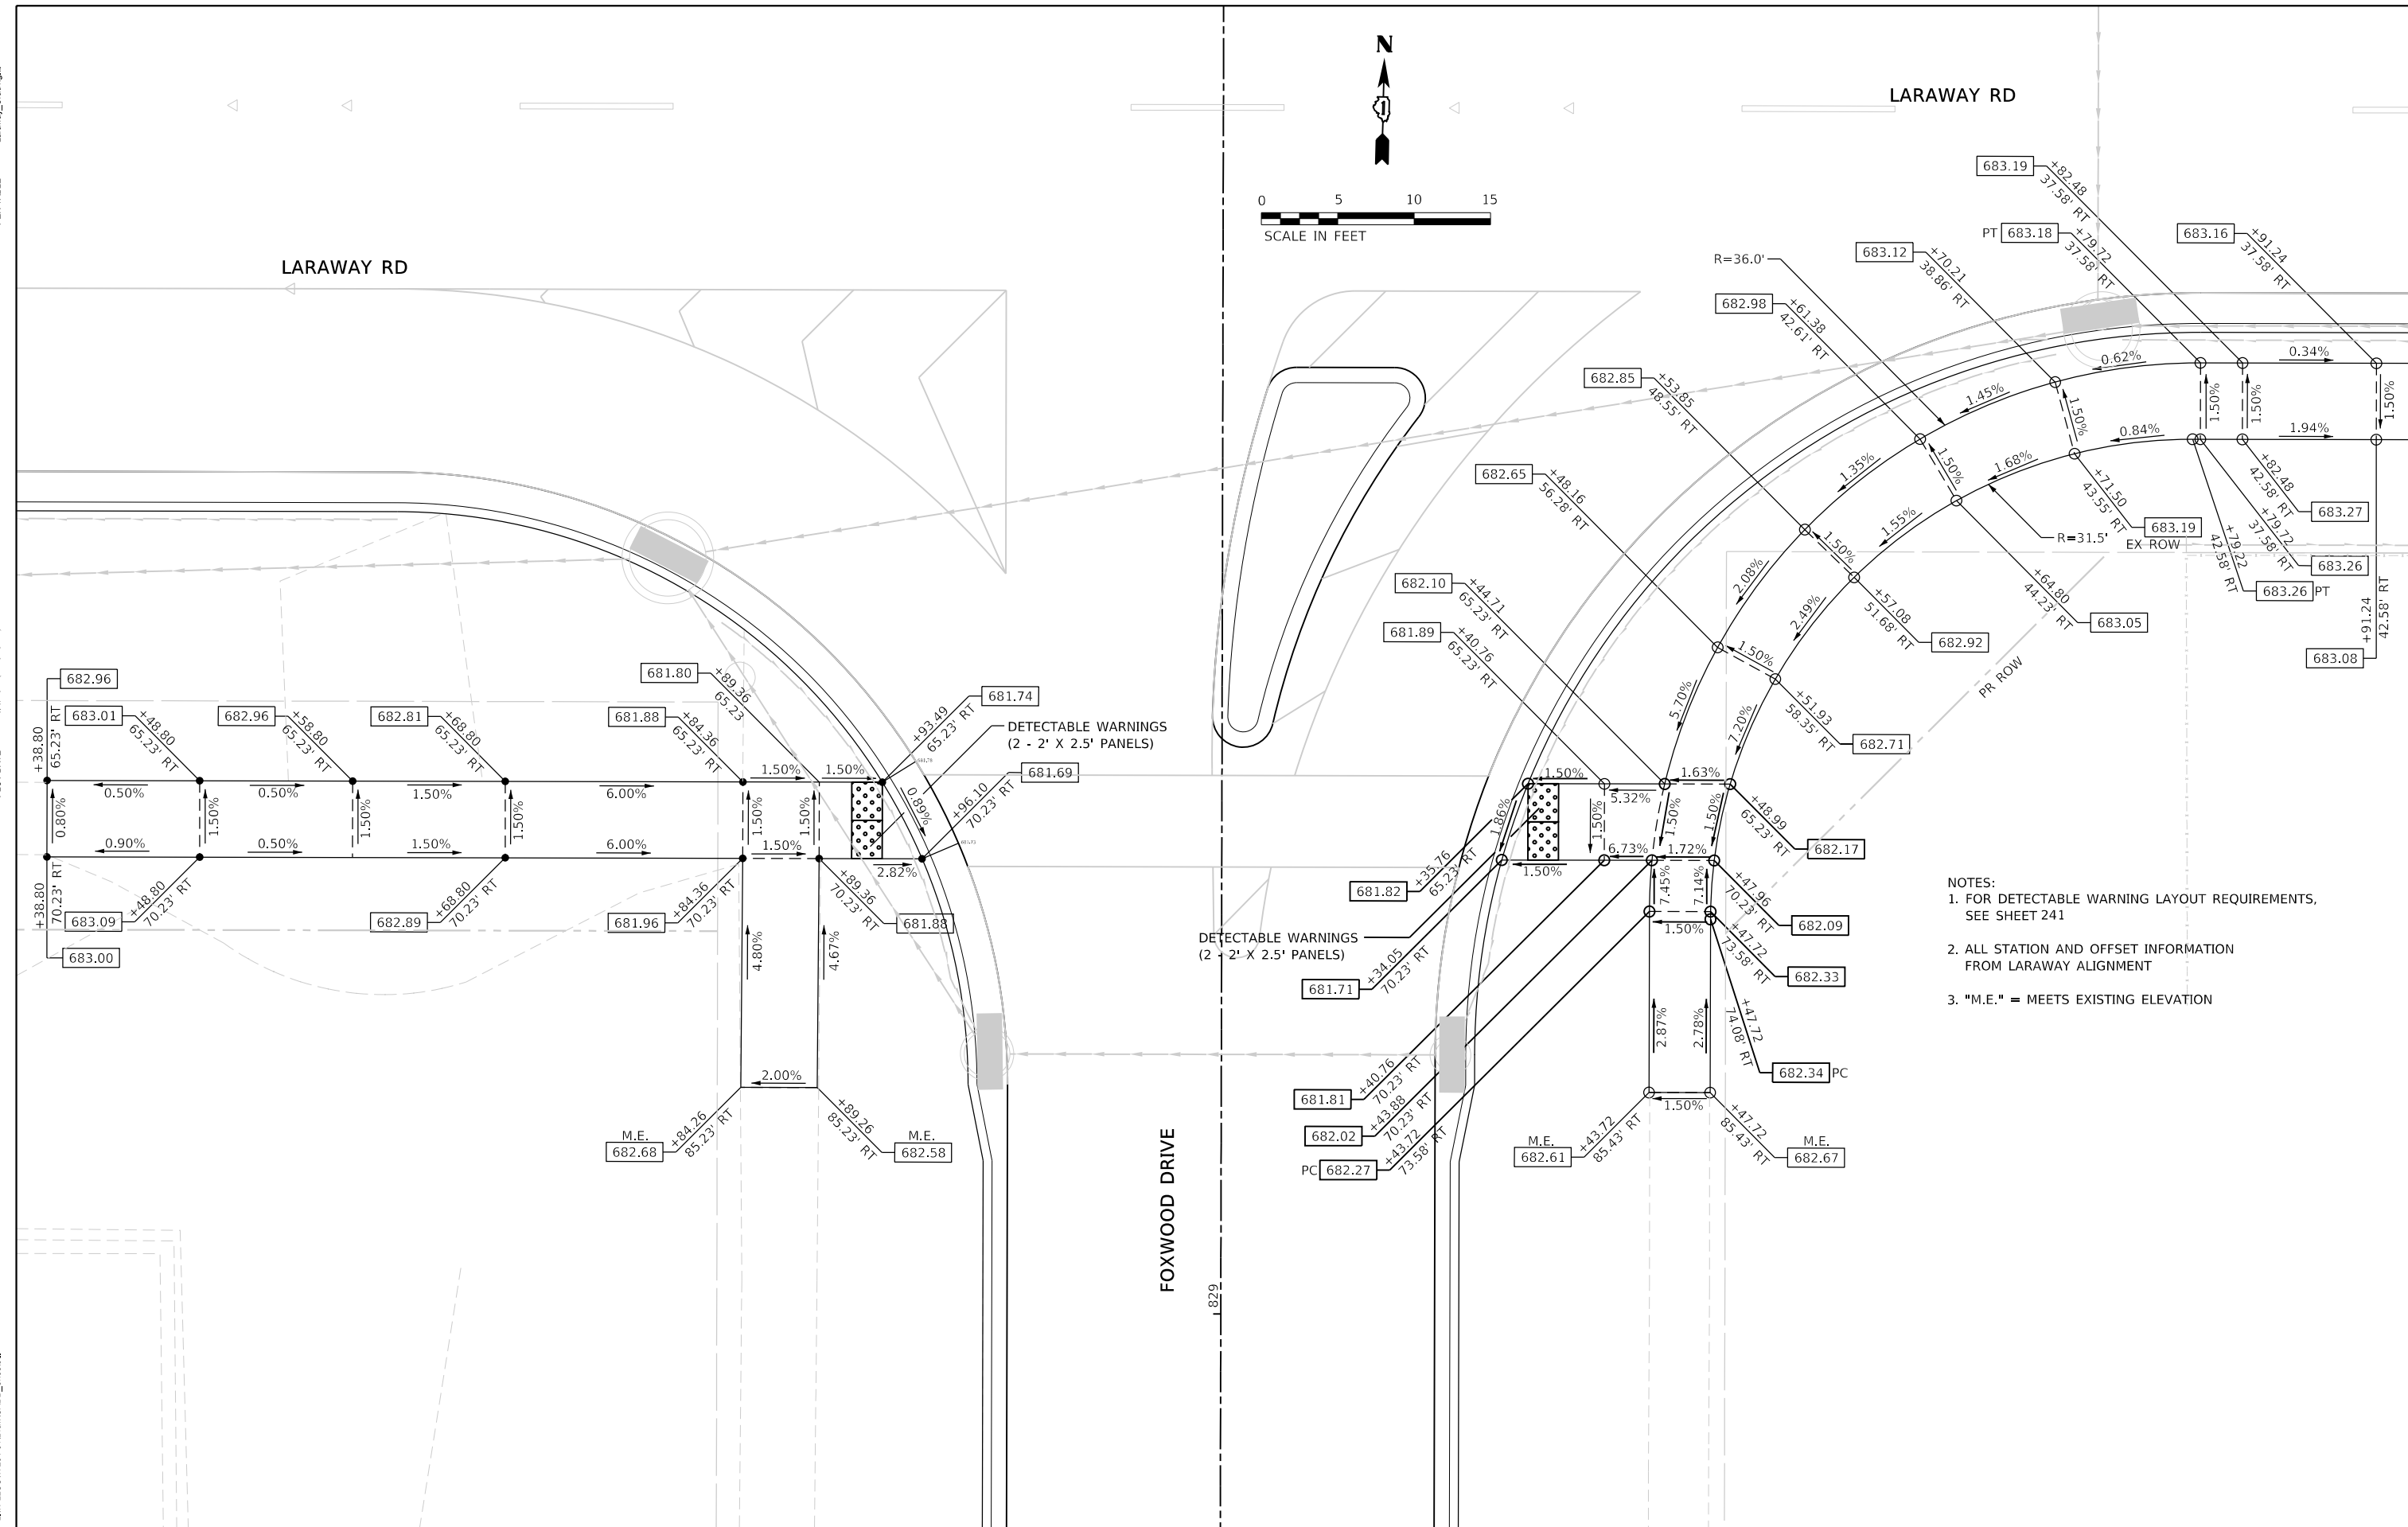 N
LARAWAY RD
0 5 10 15
SCALE IN FEET
LARAWAY RD
683.19
+82.48
37.58' RT
PT 683.18
+79.72
37.58' RT
683.16
+91.24
37.58' RT
683.12
+70.21
38.86' RT
R=36.0'
682.98
+61.38
42.61' RT
682.85
+53.85
48.55' RT
682.65
+48.16
56.28' RT
682.10
+44.71
65.23' RT
681.89
+40.76
65.23' RT
0.62%
0.34%
1.45%
1.50%
1.50%
1.50%
1.50%
0.84%
1.94%
1.35%
1.50%
1.68%
1.55%
1.50%
2.08%
2.49%
1.50%
5.70%
7.20%
+82.48
42.58' RT
683.27
+79.72
37.58' RT
683.26
+79.22
42.58' RT
683.26 PT
+71.50
43.55' RT
683.19
R=31.5'
EX ROW
+64.80
44.23' RT
683.05
+91.24
42.58' RT
683.08
+57.08
51.68' RT
682.92
PR ROW
+51.93
58.35' RT
682.71
682.96
+38.80
65.23' RT
683.01
+48.80
65.23' RT
682.96
+58.80
65.23' RT
682.81
+68.80
65.23' RT
681.88
+84.36
65.23' RT
681.80
+89.36
65.23
+93.49
65.23' RT
681.74
DETECTABLE WARNINGS
(2 - 2' X 2.5' PANELS)
+96.10
70.23' RT
681.69
0.50%
0.50%
1.50%
6.00%
1.50%
1.50%
0.80%
1.50%
1.50%
1.50%
1.50%
1.50%
0.89%
0.90%
0.50%
1.50%
6.00%
1.50%
2.82%
+38.80
70.23' RT
683.00
683.09
+48.80
70.23' RT
682.89
+68.80
70.23' RT
681.96
+84.36
70.23' RT
+89.36
70.23' RT
681.88
4.80%
4.67%
2.00%
M.E.
682.68
+84.26
85.23' RT
+89.26
85.23' RT
M.E.
682.58
1.50%
5.32%
1.63%
1.86%
1.50%
1.50%
1.50%
1.50%
6.73%
1.72%
+48.99
65.23' RT
682.17
681.82
+35.76
65.23' RT
DETECTABLE WARNINGS
(2 - 2' X 2.5' PANELS)
681.71
+34.05
70.23' RT
7.45%
7.14%
1.50%
+47.96
70.23' RT
682.09
+47.72
73.58' RT
682.33
+47.72
74.08' RT
682.34 PC
2.87%
2.78%
1.50%
681.81
+40.76
70.23' RT
682.02
+43.88
70.23' RT
PC 682.27
+43.72
73.58' RT
M.E.
682.61
+43.72
85.43' RT
+47.72
85.43' RT
M.E.
682.67
NOTES:
1. FOR DETECTABLE WARNING LAYOUT REQUIREMENTS,
SEE SHEET 241
2. ALL STATION AND OFFSET INFORMATION
FROM LARAWAY ALIGNMENT
3. "M.E." = MEETS EXISTING ELEVATION
FOXWOOD DRIVE
829